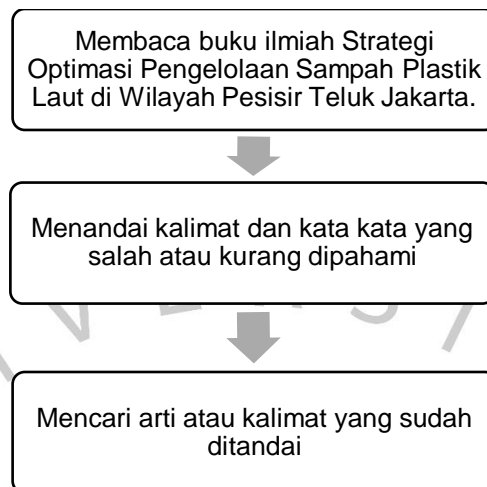 Membaca buku ilmiah Strategi
Optimasi Pengelolaan Sampah Plastik
Laut di Wilayah Pesisir Teluk Jakarta.
Menandai kalimat dan kata kata yang
salah atau kurang dipahami
Mencari arti atau kalimat yang sudah
ditandai